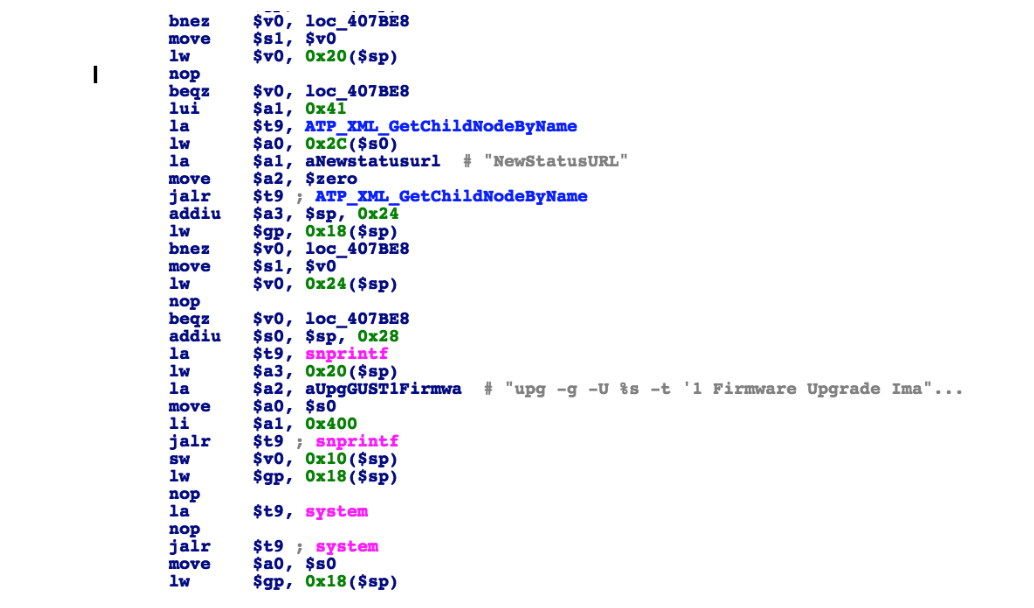 bnez $v0, loc_407BE8
move $s1, $v0
lw $v0, 0x20($sp)
nop
beqz $v0, loc_407BE8
lui $a1, 0x41
la $t9, ATP_XML_GetChildNodeByName
lw $a0, 0x2C($s0)
la $a1, aNewstatusurl # "NewStatusURL"
move $a2, $zero
jalr $t9 ; ATP_XML_GetChildNodeByName
addiu $a3, $sp, 0x24
lw $gp, 0x18($sp)
bnez $v0, loc_407BE8
move $s1, $v0
lw $v0, 0x24($sp)
nop
beqz $v0, loc_407BE8
addiu $s0, $sp, 0x28
la $t9, snprintf
lw $a3, 0x20($sp)
la $a2, aUpgGUST1Firmwa # "upg -g -U %s -t '1 Firmware Upgrade Ima"...
move $a0, $s0
li $a1, 0x400
jalr $t9 ; snprintf
sw $v0, 0x10($sp)
lw $gp, 0x18($sp)
nop
la $t9, system
nop
jalr $t9 ; system
move $a0, $s0
lw $gp, 0x18($sp)